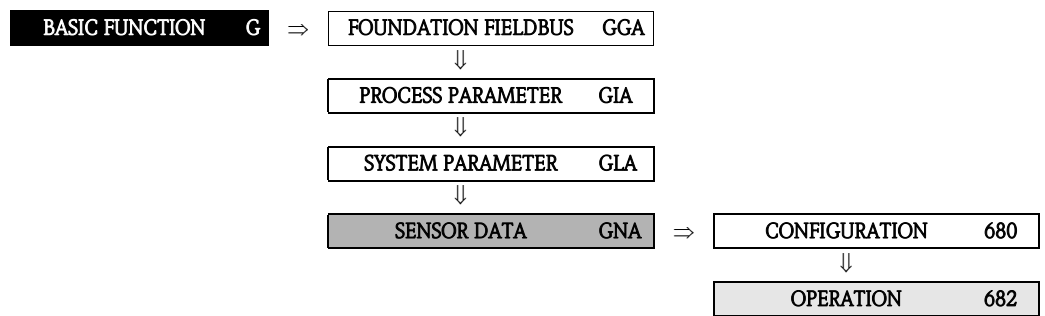 BASIC FUNCTION G ⇒ FOUNDATION FIELDBUS GGA
⇓
PROCESS PARAMETER GIA
⇓
SYSTEM PARAMETER GLA
⇓
SENSOR DATA GNA ⇒ CONFIGURATION 680
⇓
OPERATION 682